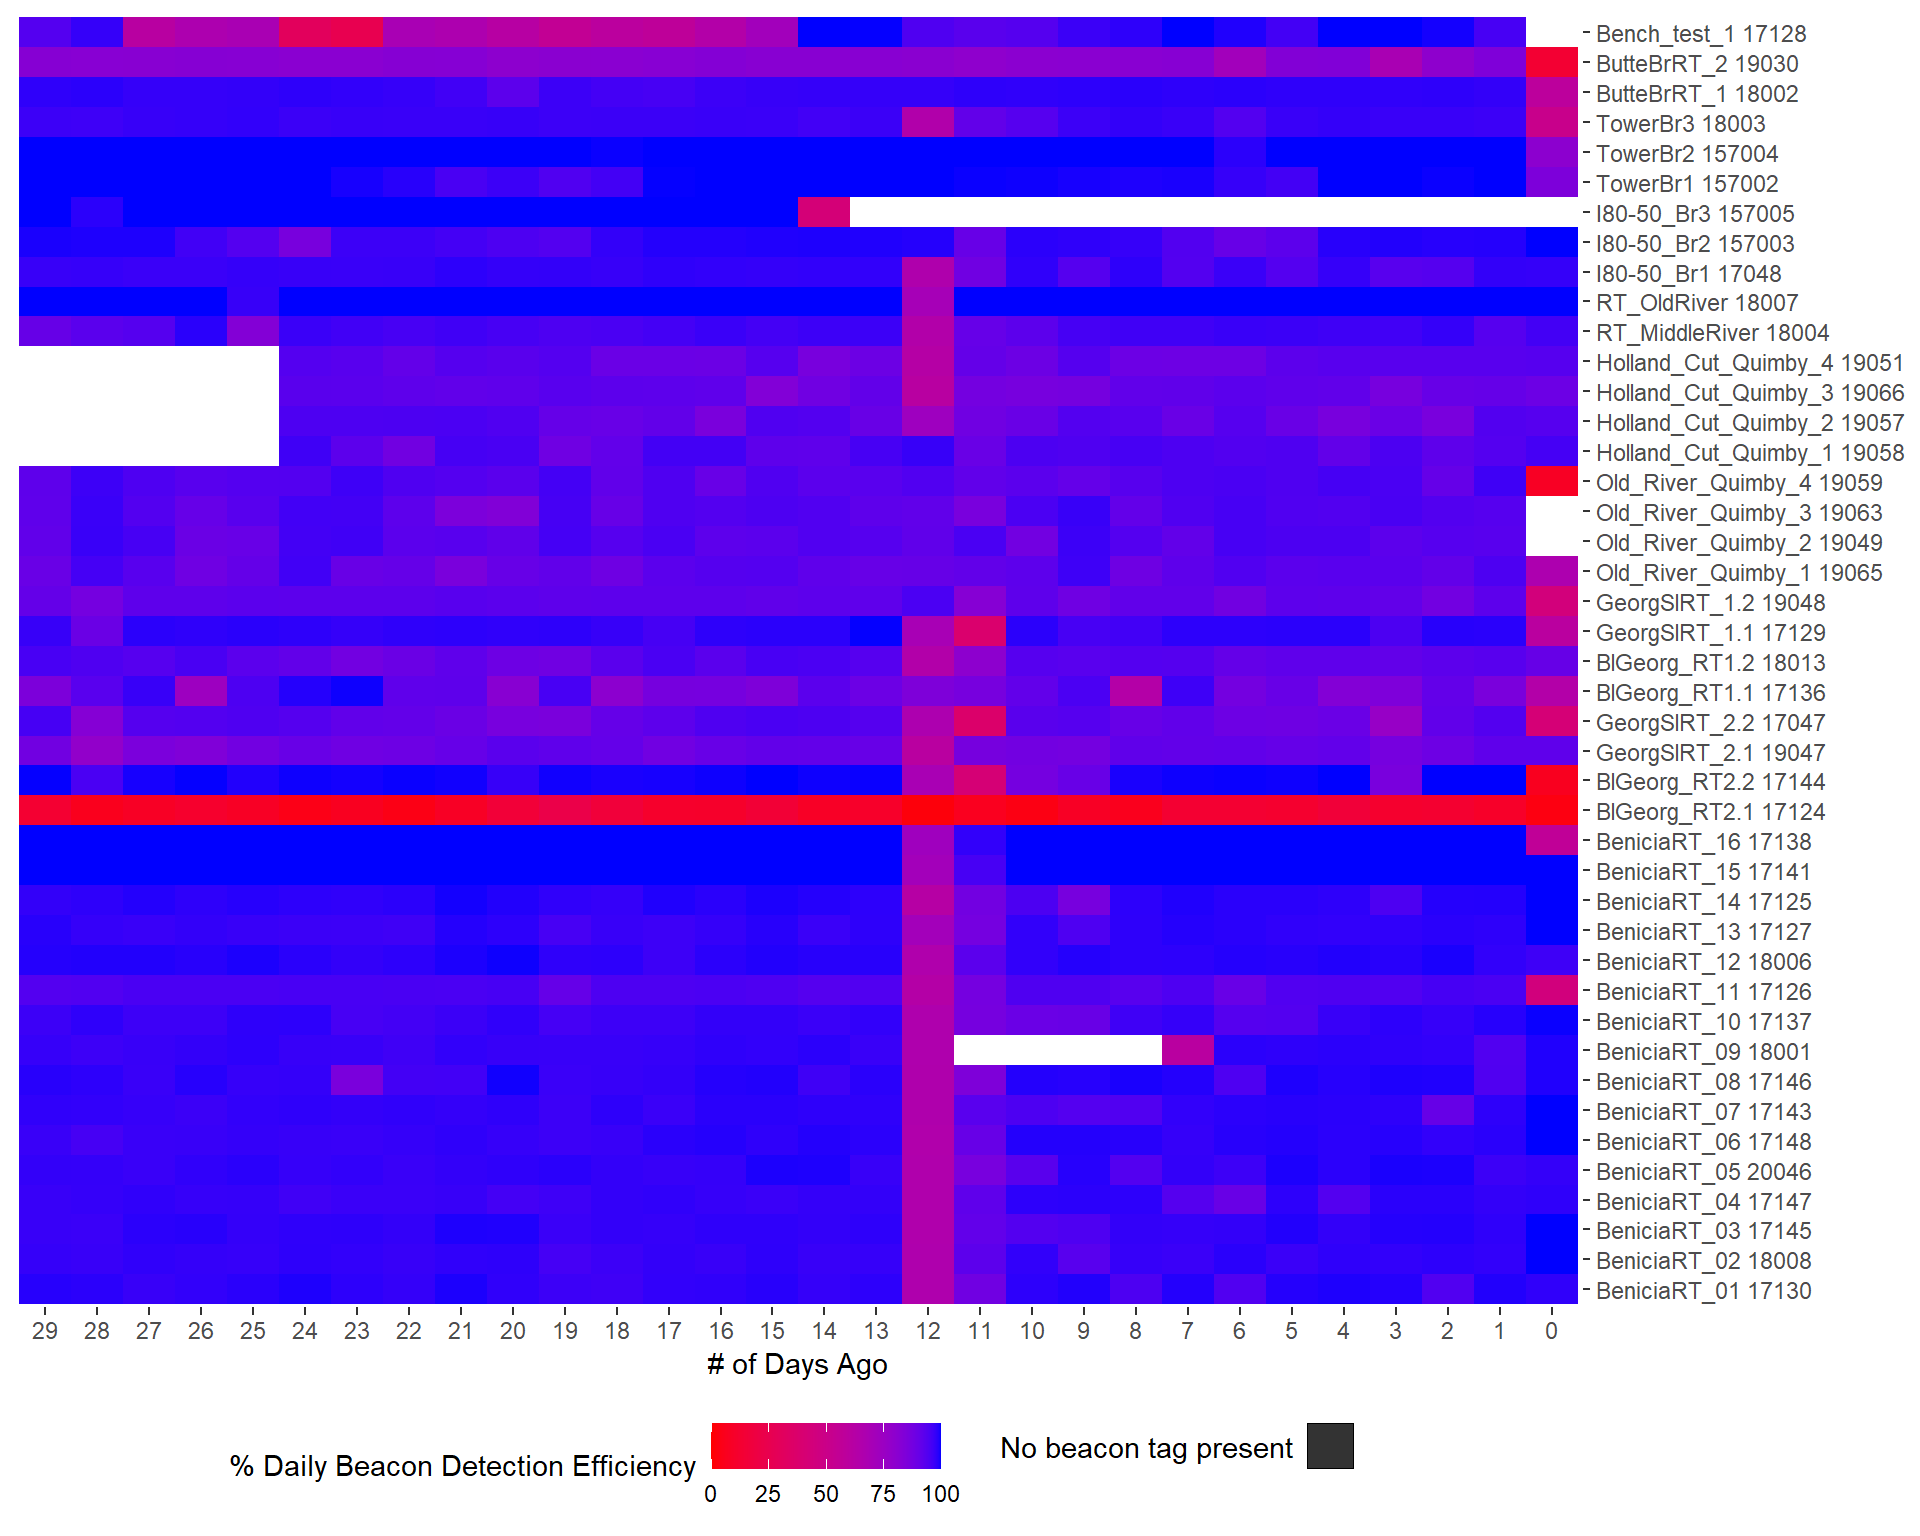 Bench_test_1 17128
ButteBrRT_2 19030
ButteBrRT_1 18002
TowerBr3 18003
TowerBr2 157004
TowerBr1 157002
I80-50_Br3 157005
I80-50_Br2 157003
I80-50_Br1 17048
RT_OldRiver 18007
RT_MiddleRiver 18004
Holland_Cut_Quimby_4 19051
Holland_Cut_Quimby_3 19066
Holland_Cut_Quimby_2 19057
Holland_Cut_Quimby_1 19058
Old_River_Quimby_4 19059
Old_River_Quimby_3 19063
Old_River_Quimby_2 19049
Old_River_Quimby_1 19065
GeorgSlRT_1.2 19048
GeorgSlRT_1.1 17129
BlGeorg_RT1.2 18013
BlGeorg_RT1.1 17136
GeorgSlRT_2.2 17047
GeorgSlRT_2.1 19047
BlGeorg_RT2.2 17144
BlGeorg_RT2.1 17124
BeniciaRT_16 17138
BeniciaRT_15 17141
BeniciaRT_14 17125
BeniciaRT_13 17127
BeniciaRT_12 18006
BeniciaRT_11 17126
BeniciaRT_10 17137
BeniciaRT_09 18001
BeniciaRT_08 17146
BeniciaRT_07 17143
BeniciaRT_06 17148
BeniciaRT_05 20046
BeniciaRT_04 17147
BeniciaRT_03 17145
BeniciaRT_02 18008
BeniciaRT_01 17130
29 28 27 26 25 24 23 22 21 20 19 18 17 16 15 14 13 12 11 10 9 8 7 6 5 4 3 2 1 0
# of Days Ago
% Daily Beacon Detection Efficiency
0 25 50 75 100
No beacon tag present